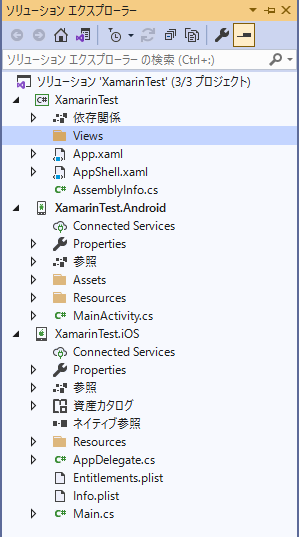 ソリューション エクスプローラー
ソリューション エクスプローラー の検索 (Ctrl+:)
ソリューション 'XamarinTest' (3/3 プロジェクト)
C# XamarinTest
依存関係
Views
App.xaml
AppShell.xaml
C# AssemblyInfo.cs
XamarinTest.Android
Connected Services
Properties
参照
Assets
Resources
C# MainActivity.cs
XamarinTest.iOS
Connected Services
Properties
参照
資産カタログ
ネイティブ参照
Resources
C# AppDelegate.cs
Entitlements.plist
Info.plist
C# Main.cs